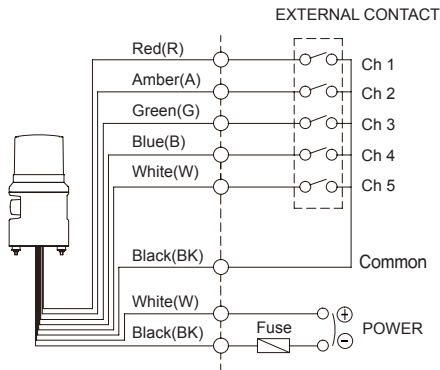 EXTERNAL CONTACT
Red(R)
Ch 1
Amber(A)
Ch 2
Green(G)
Ch 3
Blue(B)
Ch 4
White(W)
Ch 5
Black(BK)
Common
White(W)
+
Black(BK)
Fuse
POWER
−